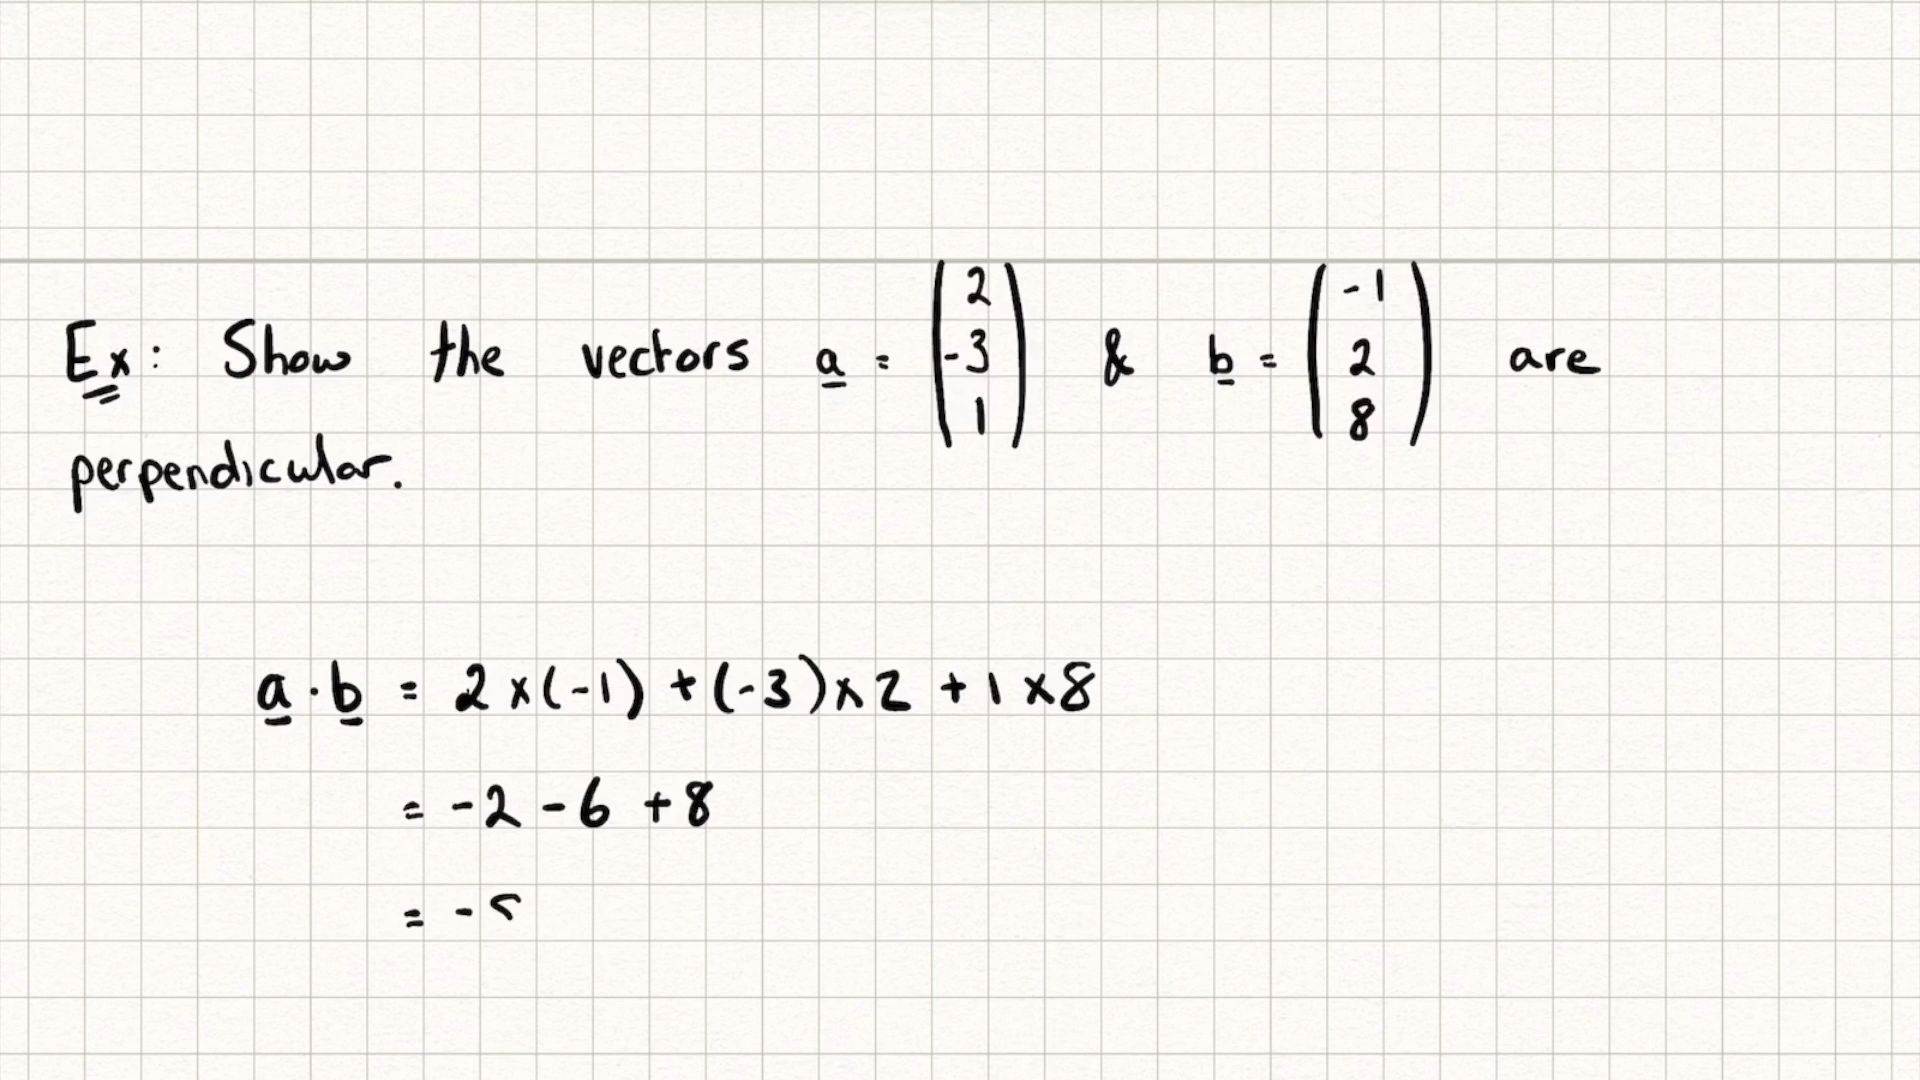 Ex: Show the vectors a = (2 -3 1) & b = (-1 2 8) are
perpendicular.
a · b = 2 × (-1) + (-3) × 2 + 1 × 8
= -2 - 6 + 8
= -